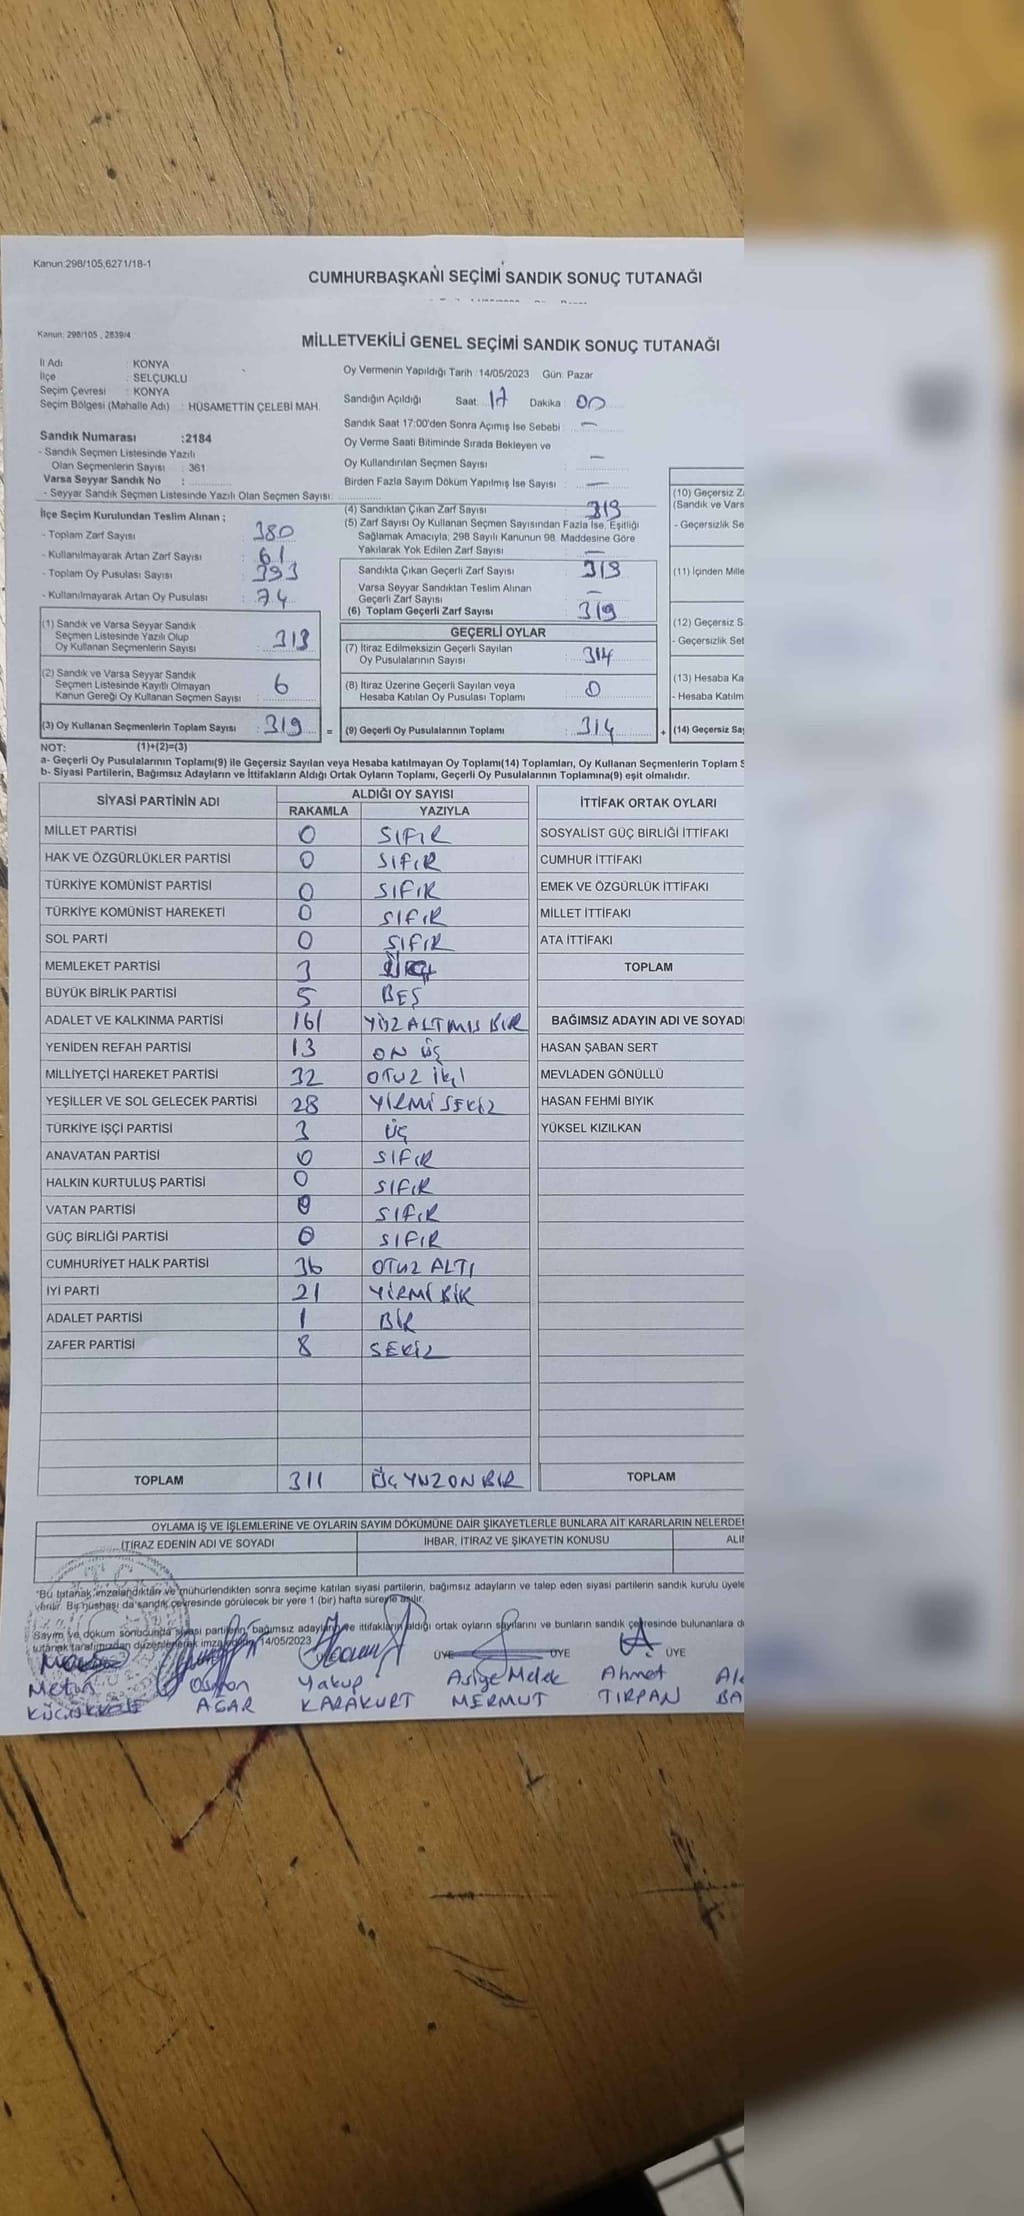 Kanun:298/105,6271/18-1
CUMHURBAŞKANI SEÇİMİ SANDIK SONUÇ TUTANAĞI
Kanun: 298/105 , 2839/4
MİLLETVEKİLİ GENEL SEÇİMİ SANDIK SONUÇ TUTANAĞI
İl Adı : KONYA
İlçe : SELÇUKLU
Seçim Çevresi : KONYA
Seçim Bölgesi (Mahalle Adı) : HÜSAMETTİN ÇELEBİ MAH.
Oy Vermenin Yapıldığı Tarih :14/05/2023 Gün: Pazar
Sandığın Açıldığı Saat 17 Dakika : 00
Sandık Saat 17:00'den Sonra Açımış İse Sebebi : —
Oy Verme Saati Bitiminde Sırada Bekleyen ve
Oy Kullandırılan Seçmen Sayısı : —
Birden Fazla Sayım Döküm Yapılmış İse Sayısı : —
Sandık Numarası :2184
- Sandık Seçmen Listesinde Yazılı
Olan Seçmenlerin Sayısı : 361
Varsa Seyyar Sandık No :
- Seyyar Sandık Seçmen Listesinde Yazılı Olan Seçmen Sayısı:
İlçe Seçim Kurulundan Teslim Alınan ;
- Toplam Zarf Sayısı : 380
- Kullanılmayarak Artan Zarf Sayısı : 61
- Toplam Oy Pusulası Sayısı : 393
- Kullanılmayarak Artan Oy Pusulası : 74
(1) Sandık ve Varsa Seyyar Sandık
Seçmen Listesinde Yazılı Olup
Oy Kullanan Seçmenlerin Sayısı : 313
(2) Sandık ve Varsa Seyyar Sandık
Seçmen Listesinde Kayıtlı Olmayan
Kanun Gereği Oy Kullanan Seçmen Sayısı : 6
(3) Oy Kullanan Seçmenlerin Toplam Sayısı : 319 =
(4) Sandıktan Çıkan Zarf Sayısı : 319
(5) Zarf Sayısı Oy Kullanan Seçmen Sayısından Fazla İse, Eşitliği
Sağlamak Amacıyla, 298 Sayılı Kanunun 98. Maddesine Göre
Yakılarak Yok Edilen Zarf Sayısı : —
Sandıkta Çıkan Geçerli Zarf Sayısı : 319
Varsa Seyyar Sandıktan Teslim Alınan
Geçerli Zarf Sayısı : —
(6) Toplam Geçerli Zarf Sayısı : 319
GEÇERLİ OYLAR
(7) İtiraz Edilmeksizin Geçerli Sayılan
Oy Pusulalarının Sayısı : 314
(8) İtiraz Üzerine Geçerli Sayılan veya
Hesaba Katılan Oy Pusulası Toplamı : 0
(9) Geçerli Oy Pusulalarının Toplamı : 314 +
(10) Geçersiz
(Sandık ve Vars
- Geçersizlik Se
(11) İçinden Mille
(12) Geçersiz S
- Geçersizlik Seb
(13) Hesaba Ka
- Hesaba Katılm
(14) Geçersiz Say
NOT: (1)+(2)=(3)
a- Geçerli Oy Pusulalarının Toplamı(9) ile Geçersiz Sayılan veya Hesaba katılmayan Oy Toplamı(14) Toplamları, Oy Kullanan Seçmenlerin Toplam S
b- Siyasi Partilerin, Bağımsız Adayların ve İttifakların Aldığı Ortak Oyların Toplamı, Geçerli Oy Pusulalarının Toplamına(9) eşit olmalıdır.
SİYASİ PARTİNİN ADI ALDIĞI OY SAYISI
RAKAMLA YAZIYLA
MİLLET PARTİSİ 0 SIFIR
HAK VE ÖZGÜRLÜKLER PARTİSİ 0 SIFIR
TÜRKİYE KOMÜNİST PARTİSİ 0 SIFIR
TÜRKİYE KOMÜNİST HAREKETİ 0 SIFIR
SOL PARTİ 0 SIFIR
MEMLEKET PARTİSİ 3
BÜYÜK BİRLİK PARTİSİ 5 BEŞ
ADALET VE KALKINMA PARTİSİ 161 YÜZ ALTMIŞ BİR
YENİDEN REFAH PARTİSİ 13 ON ÜÇ
MİLLİYETÇİ HAREKET PARTİSİ 32 OTUZ İKİ
YEŞİLLER VE SOL GELECEK PARTİSİ 28 YİRMİ SEKİZ
TÜRKİYE İŞÇİ PARTİSİ 3 ÜÇ
ANAVATAN PARTİSİ 0 SIFIR
HALKIN KURTULUŞ PARTİSİ 0 SIFIR
VATAN PARTİSİ 0 SIFIR
GÜÇ BİRLİĞİ PARTİSİ 0 SIFIR
CUMHURİYET HALK PARTİSİ 36 OTUZ ALTI
İYİ PARTİ 21 YİRMİ BİR
ADALET PARTİSİ 1 BİR
ZAFER PARTİSİ 8 SEKİZ
TOPLAM 311 ÜÇ YUZ ON BİR
İTTİFAK ORTAK OYLARI
SOSYALİST GÜÇ BİRLİĞİ İTTİFAKI
CUMHUR İTTİFAKI
EMEK VE ÖZGÜRLÜK İTTİFAKI
MİLLET İTTİFAKI
ATA İTTİFAKI
TOPLAM
BAĞIMSIZ ADAYIN ADI VE SOYADI
HASAN ŞABAN SERT
MEVLADEN GÖNÜLLÜ
HASAN FEHMİ BIYIK
YÜKSEL KIZILKAN
TOPLAM
OYLAMA İŞ VE İŞLEMLERİNE VE OYLARIN SAYIM DÖKÜMÜNE DAİR ŞİKAYETLERLE BUNLARA AİT KARARLARIN NELERDE
İTİRAZ EDENİN ADI VE SOYADI İHBAR, İTİRAZ VE ŞİKAYETİN KONUSU ALI
"Bu tutanak, imzalandıktan ve mühürlendikten sonra seçime katılan siyasi partilerin, bağımsız adayların ve talep eden siyasi partilerin sandık kurulu üyele
verilir. Bir nüshası da sandık çevresinde görülecek bir yere 1 (bir) hafta süreyle asılır.
Sayım ve döküm sonucunda siyasi partilerin, bağımsız adayların ve ittifakların aldığı ortak oyların sayılarını ve bunların sandık çevresinde bulunanlara d
tutanak tarafımızdan düzenlenerek imza 14/05/2023
ÜYE ÜYE ÜYE
Metin Osman Yakup Asiye Melek Ahmet
AĞAR KARAKURT MERMUT TIRPAN BA